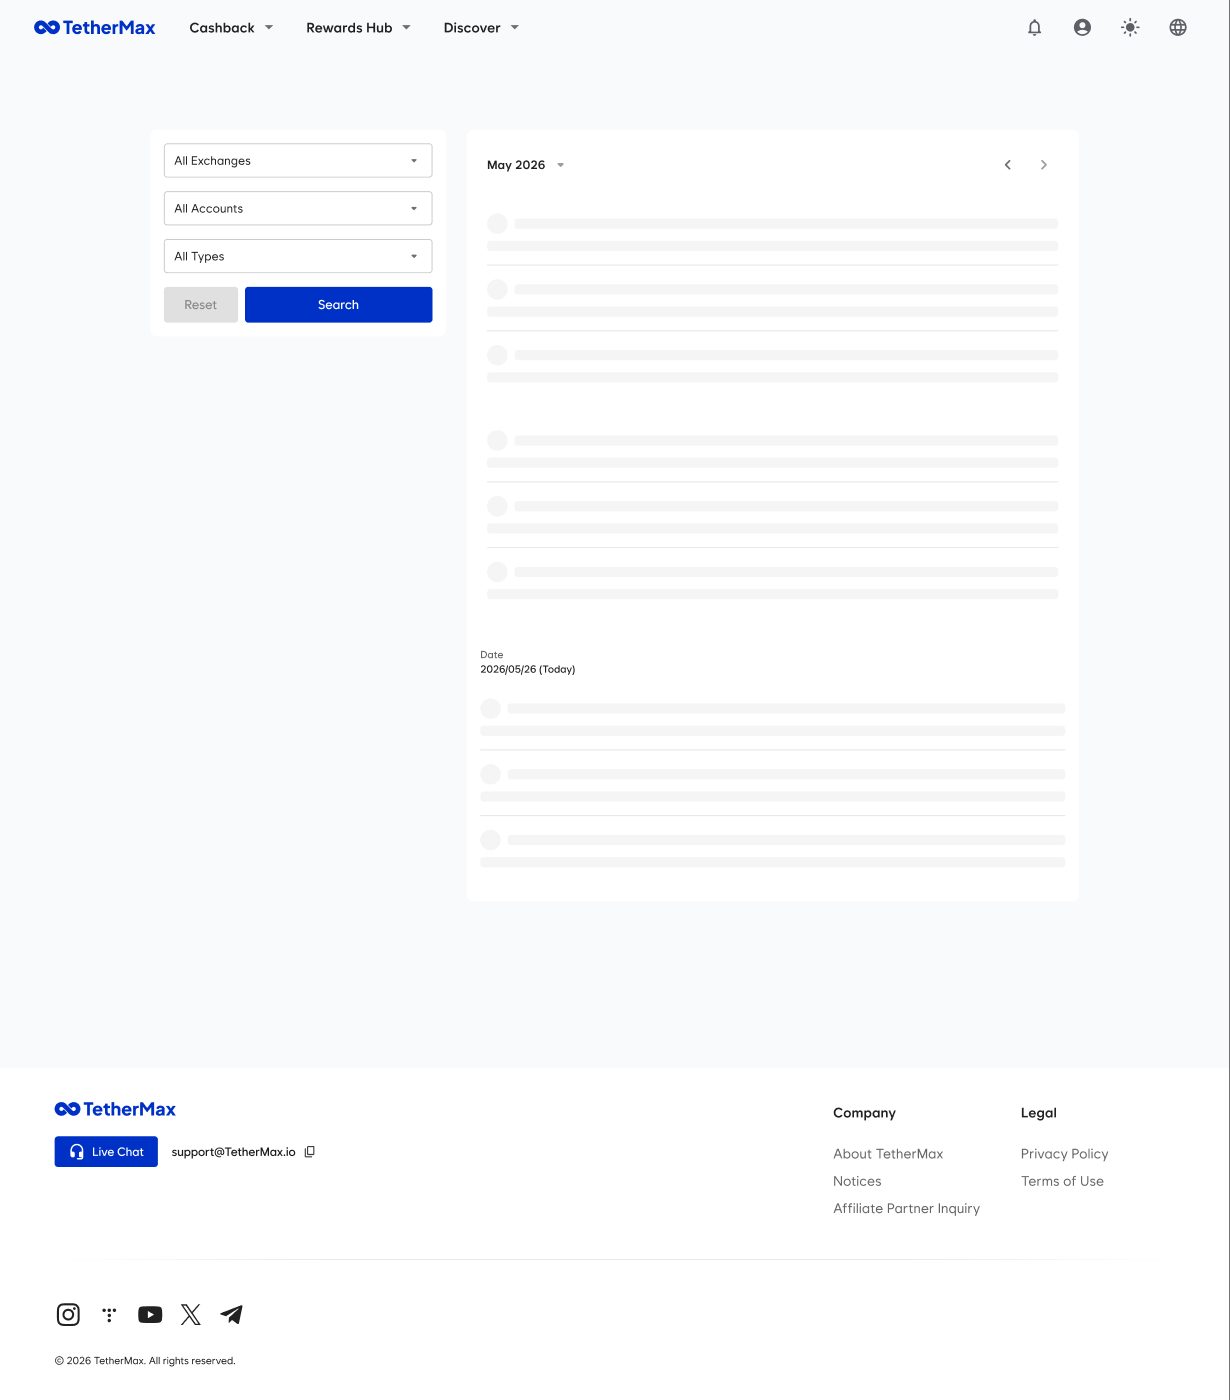 TetherMax
Cashback
Rewards Hub
Discover
All Exchanges
All Accounts
All Types
Reset
Search
May 2026
Date
2026/05/26 (Today)
TetherMax
Live Chat
support@TetherMax.io
Company
About TetherMax
Notices
Affiliate Partner Inquiry
Legal
Privacy Policy
Terms of Use
© 2026 TetherMax. All rights reserved.